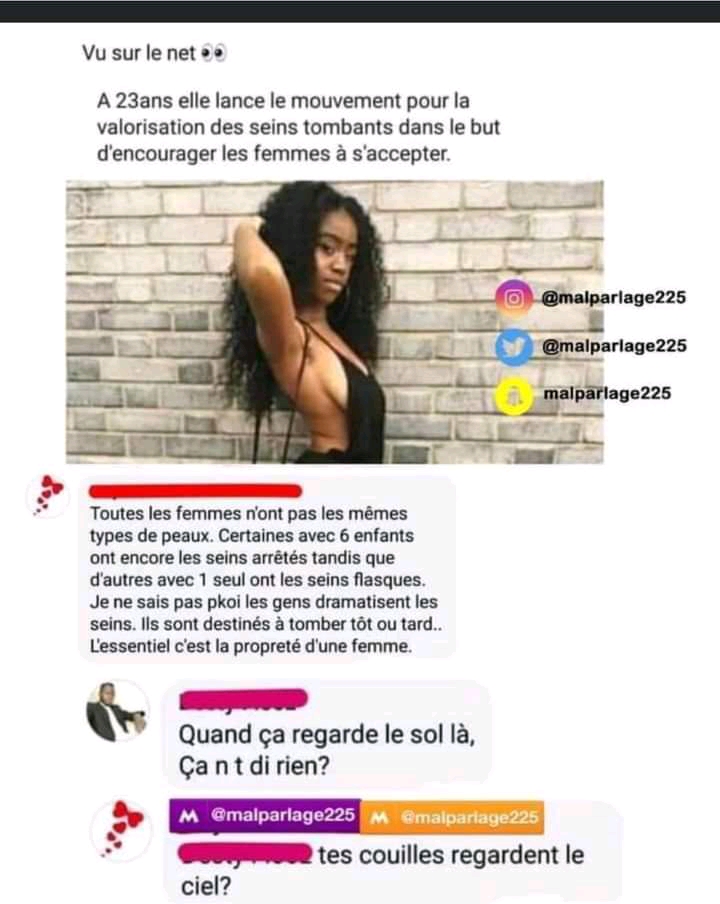 Vu sur le net 👀
A 23ans elle lance le mouvement pour la
valorisation des seins tombants dans le but
d'encourager les femmes à s'accepter.
@malparlage225
@malparlage225
malparlage225
Toutes les femmes n'ont pas les mêmes
types de peaux. Certaines avec 6 enfants
ont encore les seins arrêtés tandis que
d'autres avec 1 seul ont les seins flasques.
Je ne sais pas pkoi les gens dramatisent les
seins. Ils sont destinés à tomber tôt ou tard..
L'essentiel c'est la propreté d'une femme.
Quand ça regarde le sol là,
Ça n t di rien?
M @malparlage225 M @malparlage225
tes couilles regardent le
ciel?